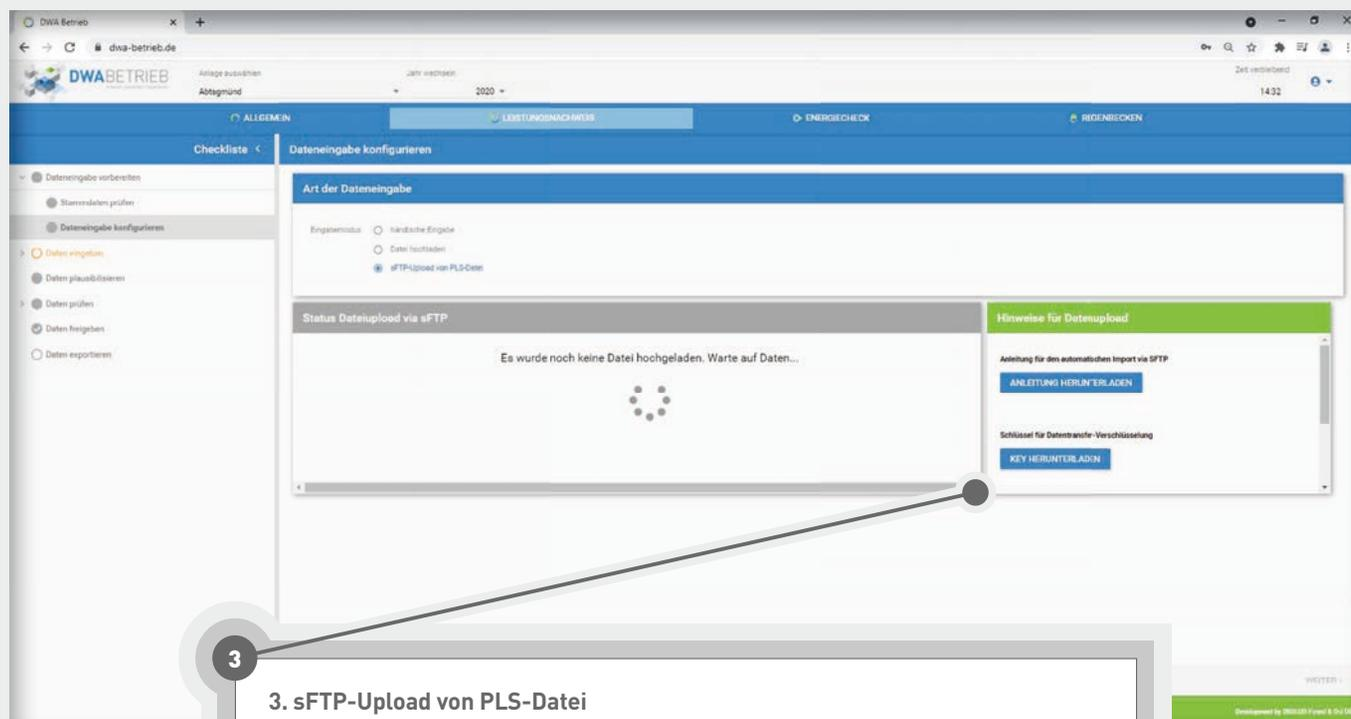 DWA Betrieb
dwa-betrieb.de
DWABETRIEB
Anlage auswählen
Jahr wechseln
Zeit verbleibend
Abtsgmünd
2020
14:32
ALLGEMEIN
LEISTUNGSNACHWEIS
ENERGIECHECK
REGENBECKEN
Checkliste <
Dateneingabe konfigurieren
Dateneingabe vorbereiten
Stammdaten prüfen
Dateneingabe konfigurieren
Daten eingeben
Daten plausibilisieren
Daten prüfen
Daten freigeben
Daten exportieren
Art der Dateneingabe
Eingabemodus
händische Eingabe
Datei hochladen
sFTP-Upload von PLS-Datei
Status Dateiupload via sFTP
Es wurde noch keine Datei hochgeladen. Warte auf Daten...
Hinweise für Datenupload
Anleitung für den automatischen Import via SFTP
ANLEITUNG HERUNTERLADEN
Schlüssel für Datentransfer-Verschlüsselung
KEY HERUNTERLADEN
WEITER ›
Development by
3
3. sFTP-Upload von PLS-Datei